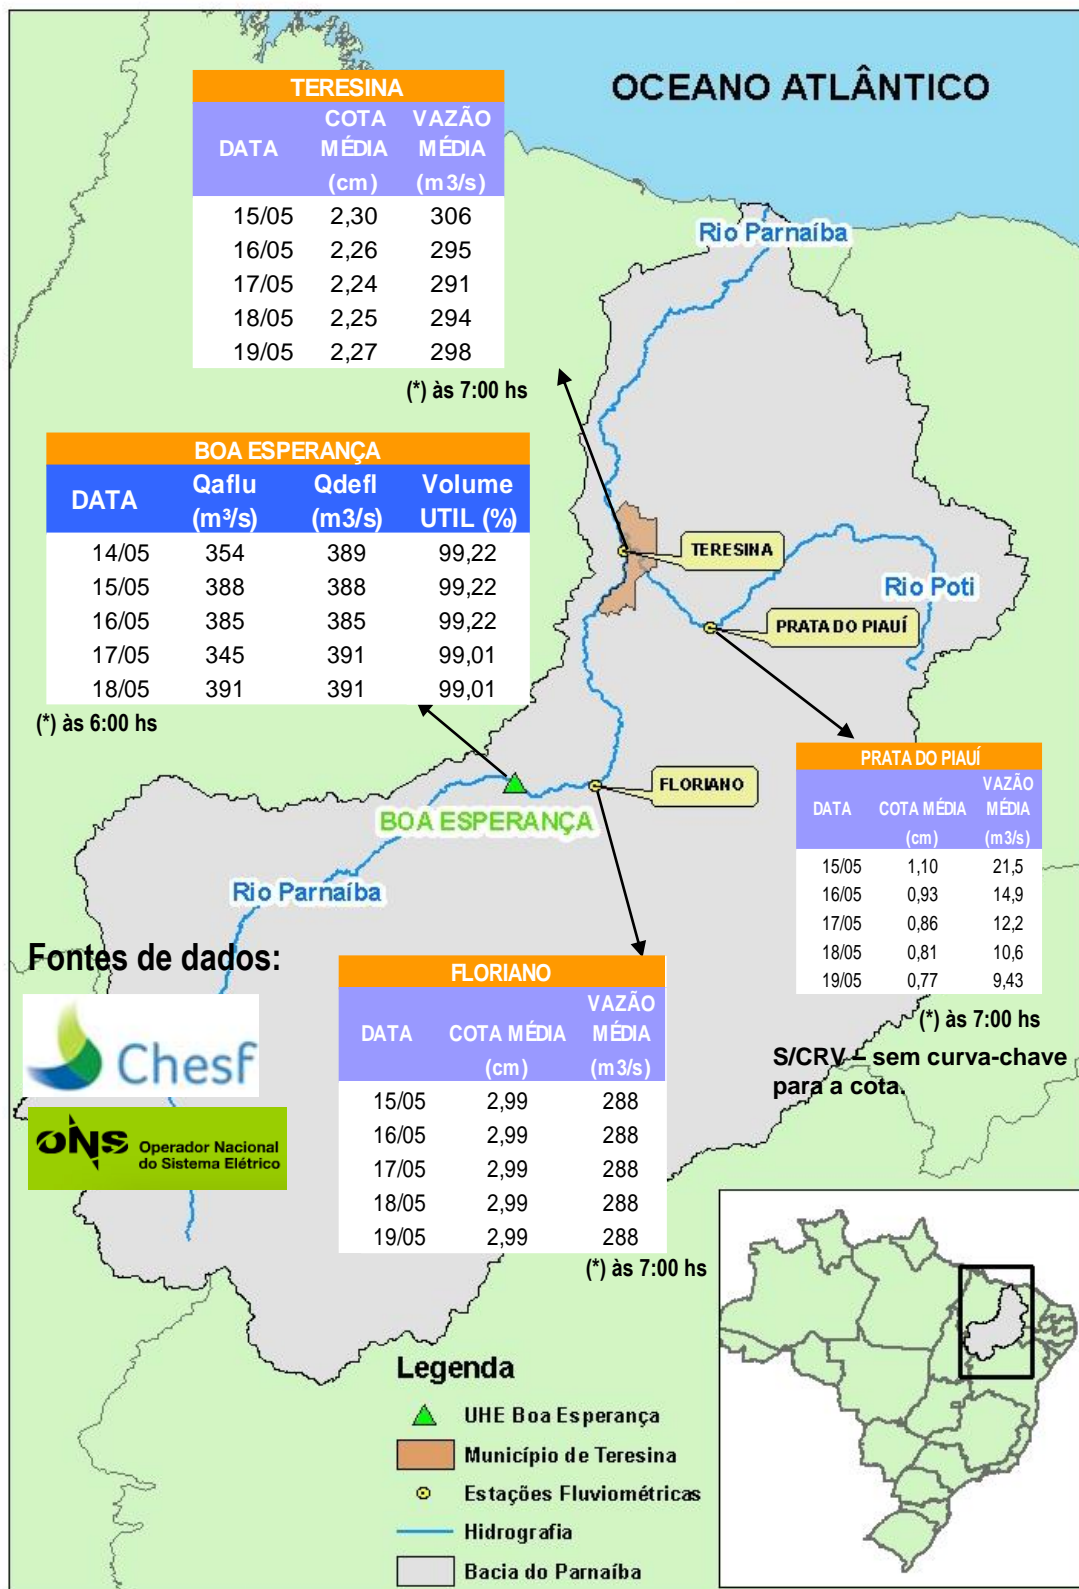 OCEANO ATLÂNTICO
TERESINA
DATA COTA MÉDIA (cm) VAZÃO MÉDIA (m3/s)
15/05 2,30 306
16/05 2,26 295
17/05 2,24 291
18/05 2,25 294
19/05 2,27 298
(*) às 7:00 hs
Rio Parnaíba
BOA ESPERANÇA
DATA Qaflu (m³/s) Qdefl (m3/s) Volume UTIL (%)
14/05 354 389 99,22
15/05 388 388 99,22
16/05 385 385 99,22
17/05 345 391 99,01
18/05 391 391 99,01
(*) às 6:00 hs
TERESINA
Rio Poti
PRATA DO PIAUÍ
FLORIANO
BOA ESPERANÇA
Rio Parnaíba
PRATA DO PIAUÍ
DATA COTA MÉDIA (cm) VAZÃO MÉDIA (m3/s)
15/05 1,10 21,5
16/05 0,93 14,9
17/05 0,86 12,2
18/05 0,81 10,6
19/05 0,77 9,43
(*) às 7:00 hs
S/CRV – sem curva-chave
para a cota.
Fontes de dados:
Chesf
ONS Operador Nacional
do Sistema Elétrico
FLORIANO
DATA COTA MÉDIA (cm) VAZÃO MÉDIA (m3/s)
15/05 2,99 288
16/05 2,99 288
17/05 2,99 288
18/05 2,99 288
19/05 2,99 288
(*) às 7:00 hs
Legenda
UHE Boa Esperança
Município de Teresina
Estações Fluviométricas
Hidrografia
Bacia do Parnaíba